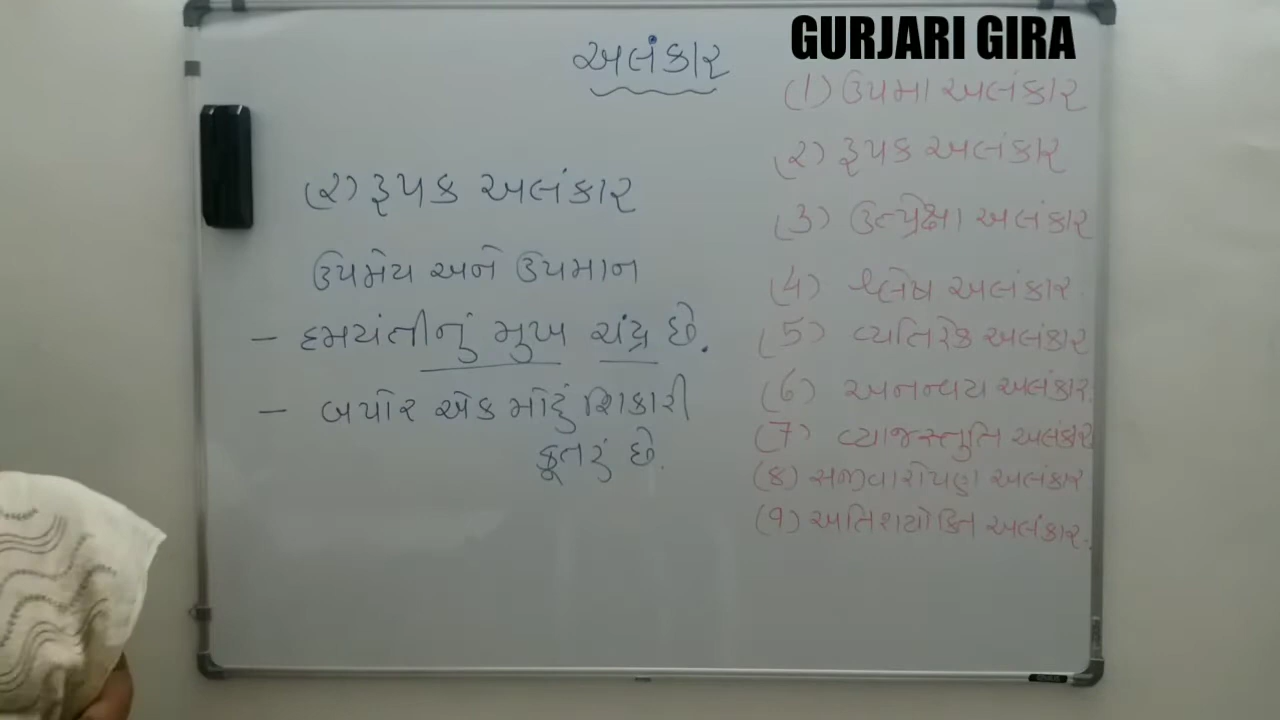 GURJARI GIRA
અલંકાર
(૨) રૂપક અલંકાર
ઉપમેય અને ઉપમાન
- દમયંતીનું મુખ ચંદ્ર છે.
- બપોર એક મોટું શિકારી
કૂતરું છે.
(1) ઉપમા અલંકાર
(૨) રૂપક અલંકાર
(3) ઉત્પ્રેક્ષા અલંકાર
(4) શ્લેષ અલંકાર
(5) વ્યતિરેક અલંકાર
(6) અનન્વય અલંકાર
(7) વ્યાજસ્તુતિ અલંકાર
(8) સજીવારોપણ અલંકાર
(9) અતિશયોક્તિ અલંકાર.